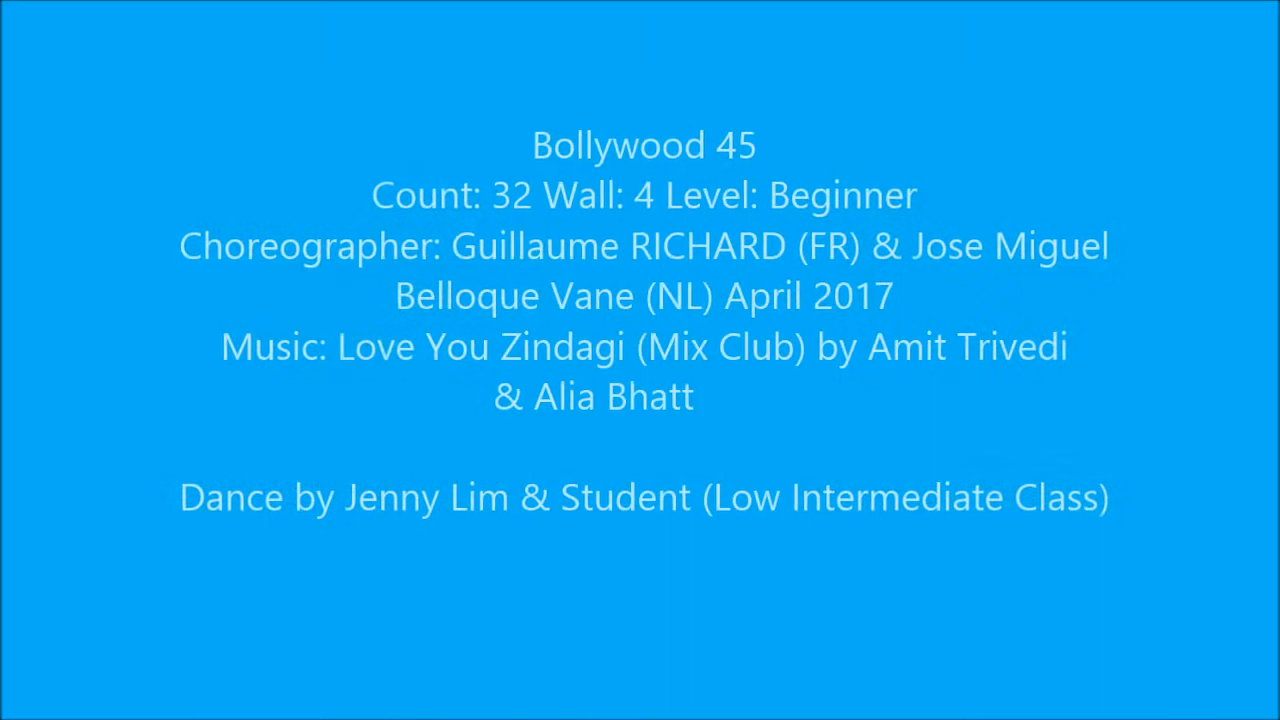 Bollywood 45
Count: 32 Wall: 4 Level: Beginner
Choreographer: Guillaume RICHARD (FR) & Jose Miguel
Belloque Vane (NL) April 2017
Music: Love You Zindagi (Mix Club) by Amit Trivedi
& Alia Bhatt
Dance by Jenny Lim & Student (Low Intermediate Class)